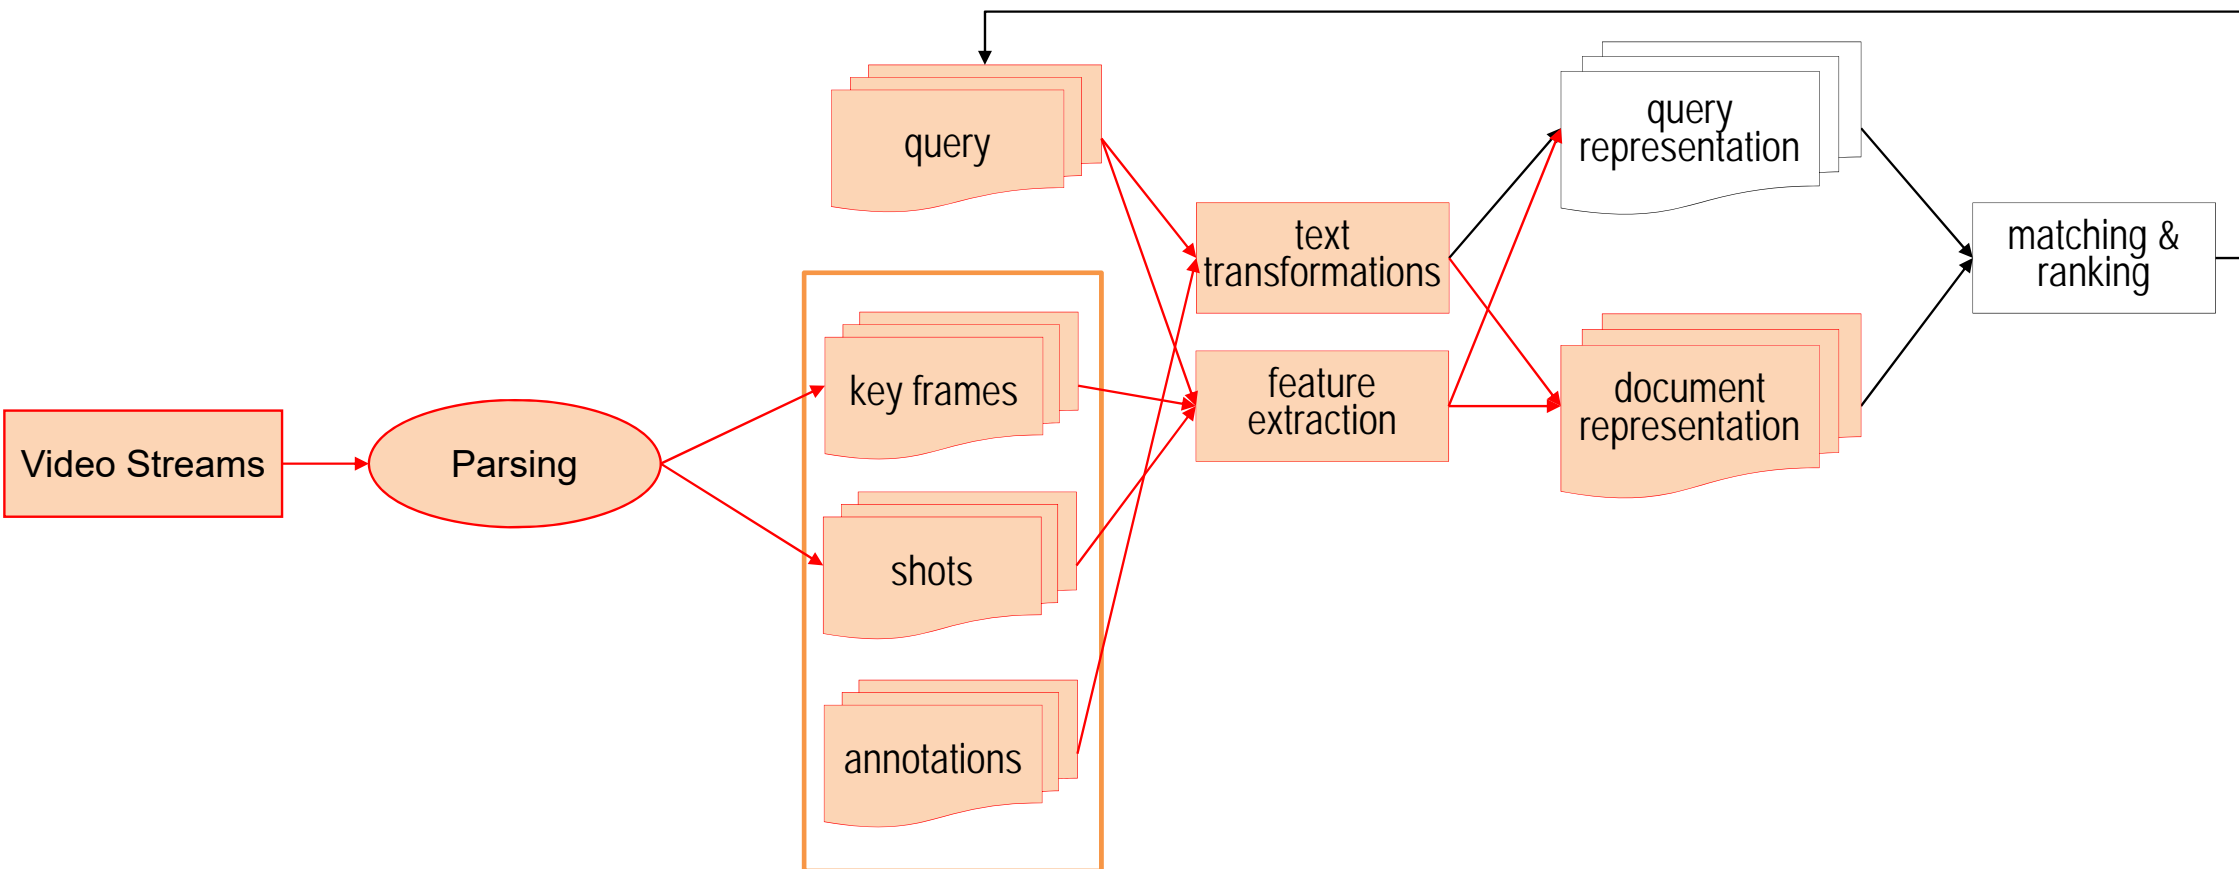 query
query
representation
text
transformations
matching &
ranking
key frames
feature
extraction
document
representation
Video Streams
Parsing
shots
annotations